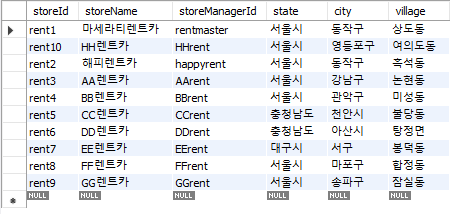 storeId storeName storeManagerId state city village
rent1 마세라티렌트카 rentmaster 서울시 동작구 상도동
rent10 HH렌트카 HHrent 서울시 영등포구 여의도동
rent2 해피렌트카 happyrent 서울시 동작구 흑석동
rent3 AA렌트카 AArent 서울시 강남구 논현동
rent4 BB렌트카 BBrent 서울시 관악구 미성동
rent5 CC렌트카 CCrent 충청남도 천안시 불당동
rent6 DD렌트카 DDrent 충청남도 아산시 탕정면
rent7 EE렌트카 EErent 대구시 서구 봉덕동
rent8 FF렌트카 FFrent 서울시 마포구 합정동
rent9 GG렌트카 GGrent 서울시 송파구 잠실동
NULL NULL NULL NULL NULL NULL